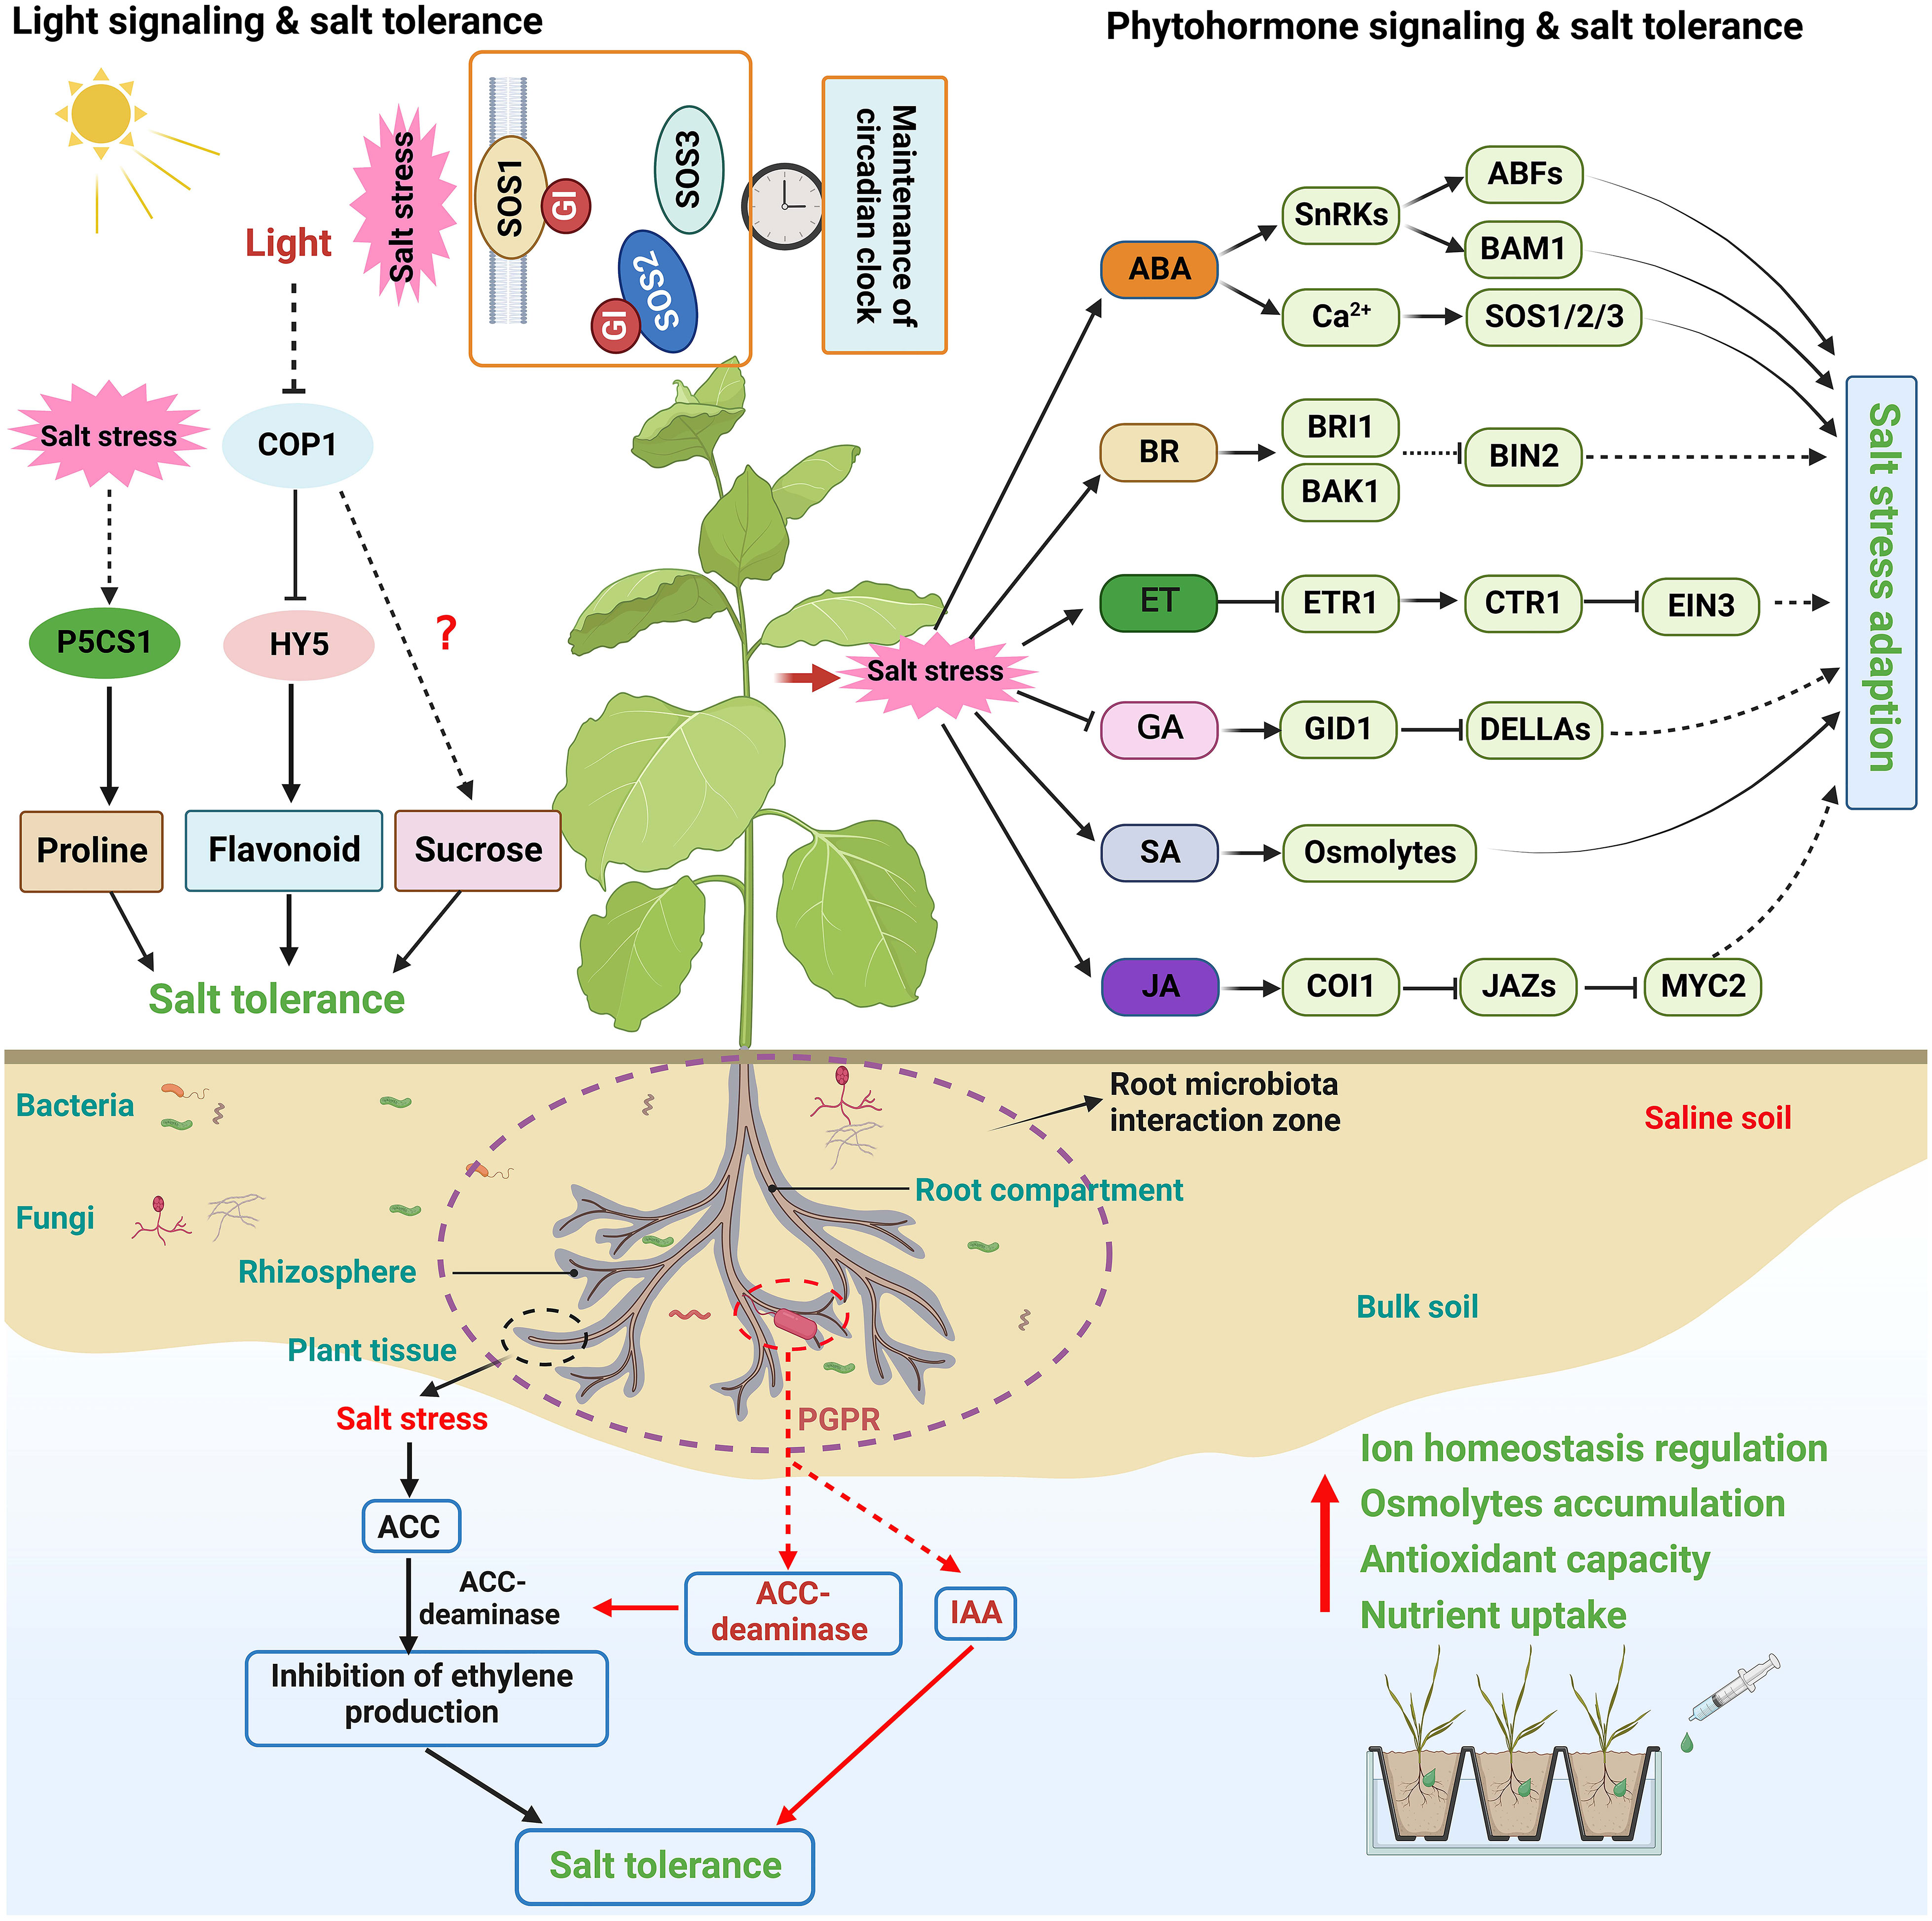 Light signaling & salt tolerance
Phytohormone signaling & salt tolerance
Light
Salt stress
SOS1
GI
SOS3
SOS2
GI
Maintenance of
circadian clock
Salt stress
COP1
P5CS1
HY5
?
Proline
Flavonoid
Sucrose
Salt tolerance
Salt stress
ABA
SnRKs
ABFs
BAM1
Ca²⁺
SOS1/2/3
BR
BRI1
BAK1
BIN2
ET
ETR1
CTR1
EIN3
GA
GID1
DELLAs
SA
Osmolytes
JA
COI1
JAZs
MYC2
Salt stress adaption
Bacteria
Fungi
Root microbiota
interaction zone
Saline soil
Root compartment
Rhizosphere
Bulk soil
Plant tissue
Salt stress
PGPR
ACC
ACC-
deaminase
ACC-
deaminase
IAA
Inhibition of ethylene
production
Salt tolerance
Ion homeostasis regulation
Osmolytes accumulation
Antioxidant capacity
Nutrient uptake